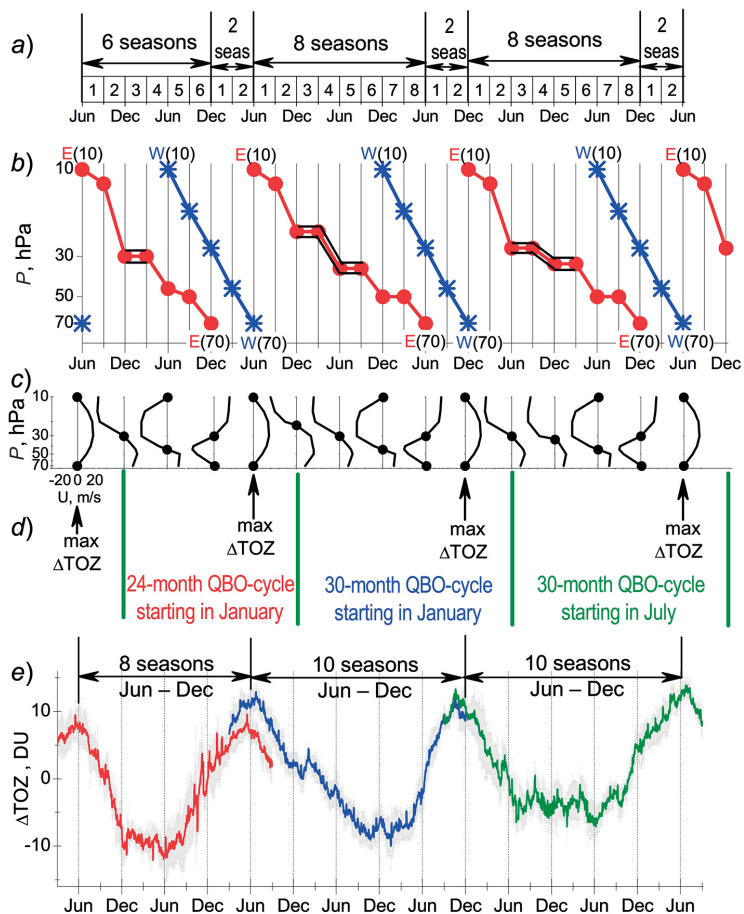 a)
6 seasons
2
seas
8 seasons
2
seas
8 seasons
2
seas
1 2 3 4 5 6 1 2 1 2 3 4 5 6 7 8 1 2 1 2 3 4 5 6 7 8 1 2
Jun Dec Jun Dec Jun Dec Jun Dec Jun Dec Jun Dec Jun Dec Jun
b)
E(10) W(10) E(10) W(10) E(10) W(10) E(10)
P, hPa
10
30
50
70
E(70) W(70) E(70) W(70) E(70) W(70)
Jun Dec Jun Dec Jun Dec Jun Dec Jun Dec Jun Dec Jun Dec Jun Dec
c)
P, hPa
10
30
50
70
-20 0 20
U, m/s
d)
max
ΔTOZ
max
ΔTOZ
max
ΔTOZ
max
ΔTOZ
24-month QBO-cycle
starting in January
30-month QBO-cycle
starting in January
30-month QBO-cycle
starting in July
e)
8 seasons
Jun – Dec
10 seasons
Jun – Dec
10 seasons
Jun – Dec
ΔTOZ , DU
10
0
-10
Jun Dec Jun Dec Jun Dec Jun Dec Jun Dec Jun Dec Jun Dec Jun